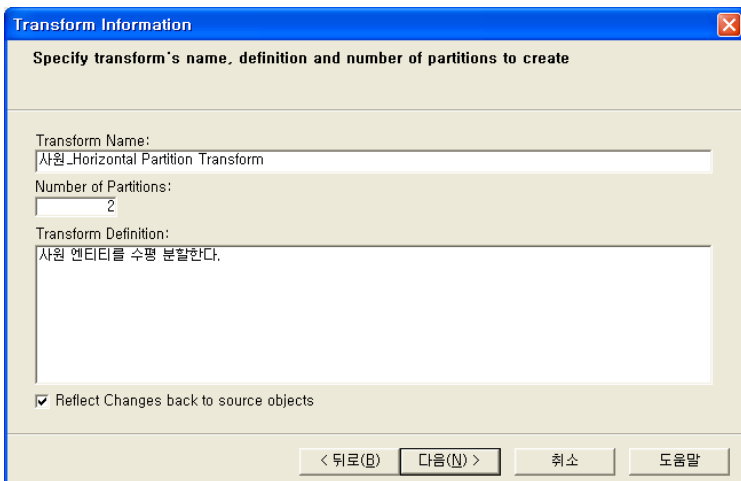 Transform Information
Specify transform's name, definition and number of partitions to create
Transform Name:
사원_Horizontal Partition Transform
Number of Partitions:
2
Transform Definition:
사원 엔티티를 수평 분할한다.
Reflect Changes back to source objects
< 뒤로(B) 다음(N) > 취소 도움말